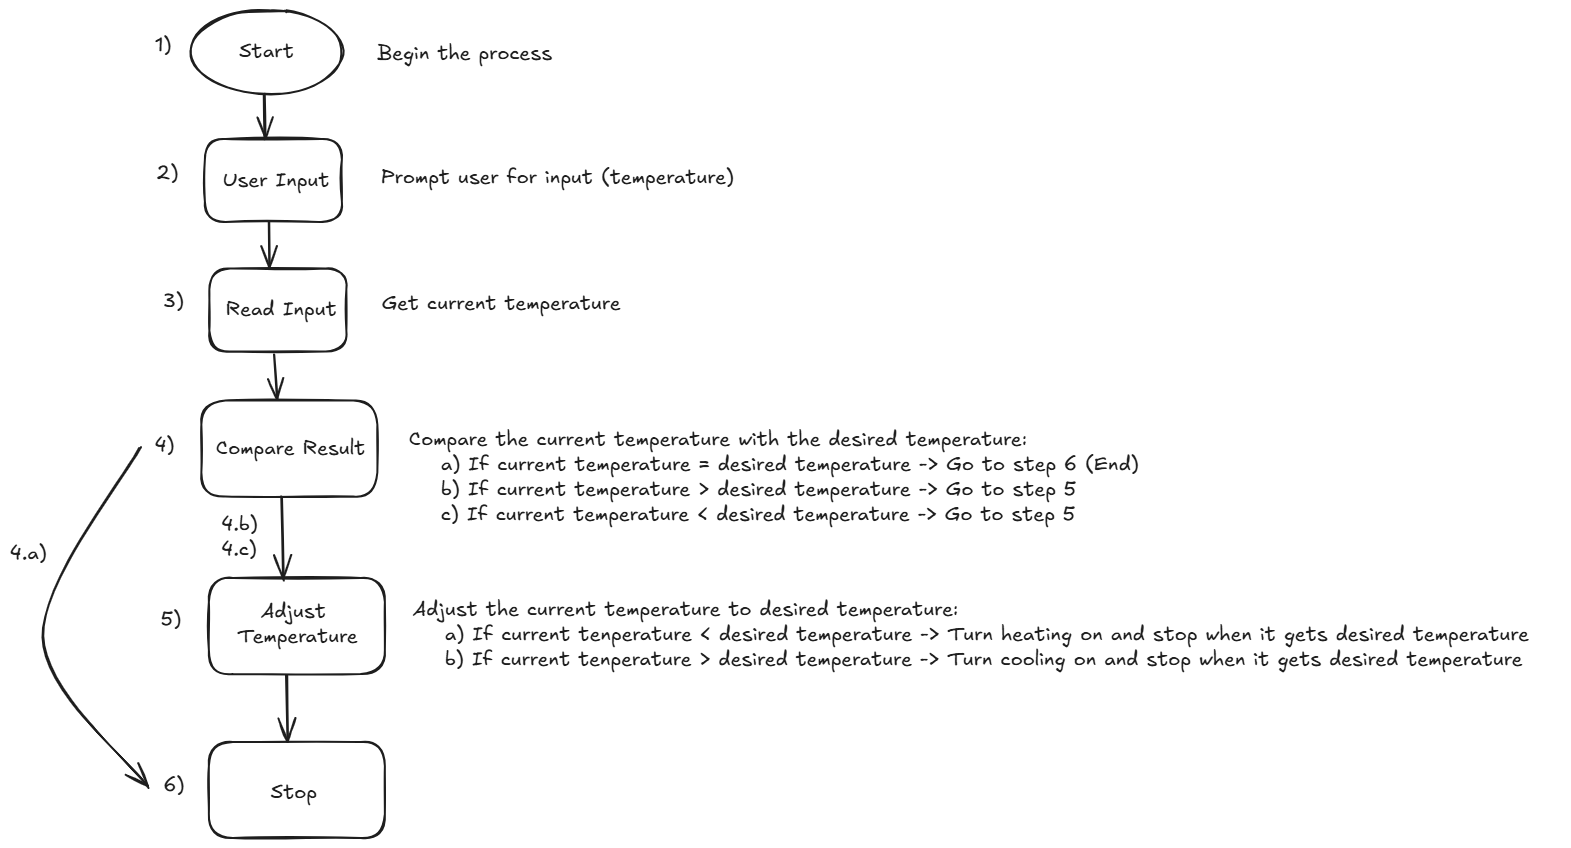 1)
Start
Begin the process
2)
User Input
Prompt user for input (temperature)
3)
Read Input
Get current temperature
4)
Compare Result
Compare the current temperature with the desired temperature:
a) If current temperature = desired temperature -> Go to step 6 (End)
b) If current temperature > desired temperature -> Go to step 5
c) If current temperature < desired temperature -> Go to step 5
4.b)
4.c)
4.a)
5)
Adjust
Temperature
Adjust the current temperature to desired temperature:
a) If current tenperature < desired temperature -> Turn heating on and stop when it gets desired temperature
b) If current tenperature > desired temperature -> Turn cooling on and stop when it gets desired temperature
6)
Stop